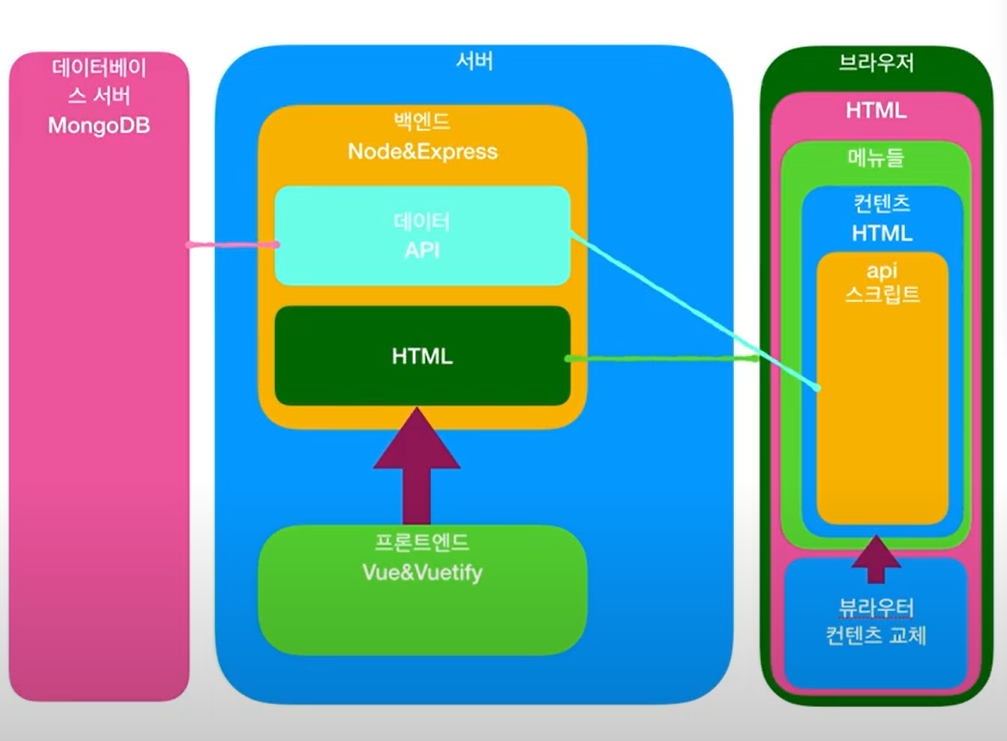 데이터베이
스 서버
MongoDB
서버
백엔드
Node&Express
데이터
API
HTML
프론트엔드
Vue&Vuetify
브라우저
HTML
메뉴들
컨텐츠
HTML
api
스크립트
뷰라우터
컨텐츠 교체